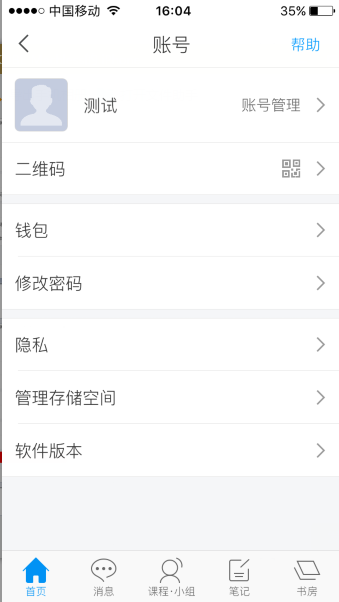 中国移动 16:04 35%
账号 帮助
测试 账号管理
二维码
钱包
修改密码
隐私
管理存储空间
软件版本
首页 消息 课程·小组 笔记 书房